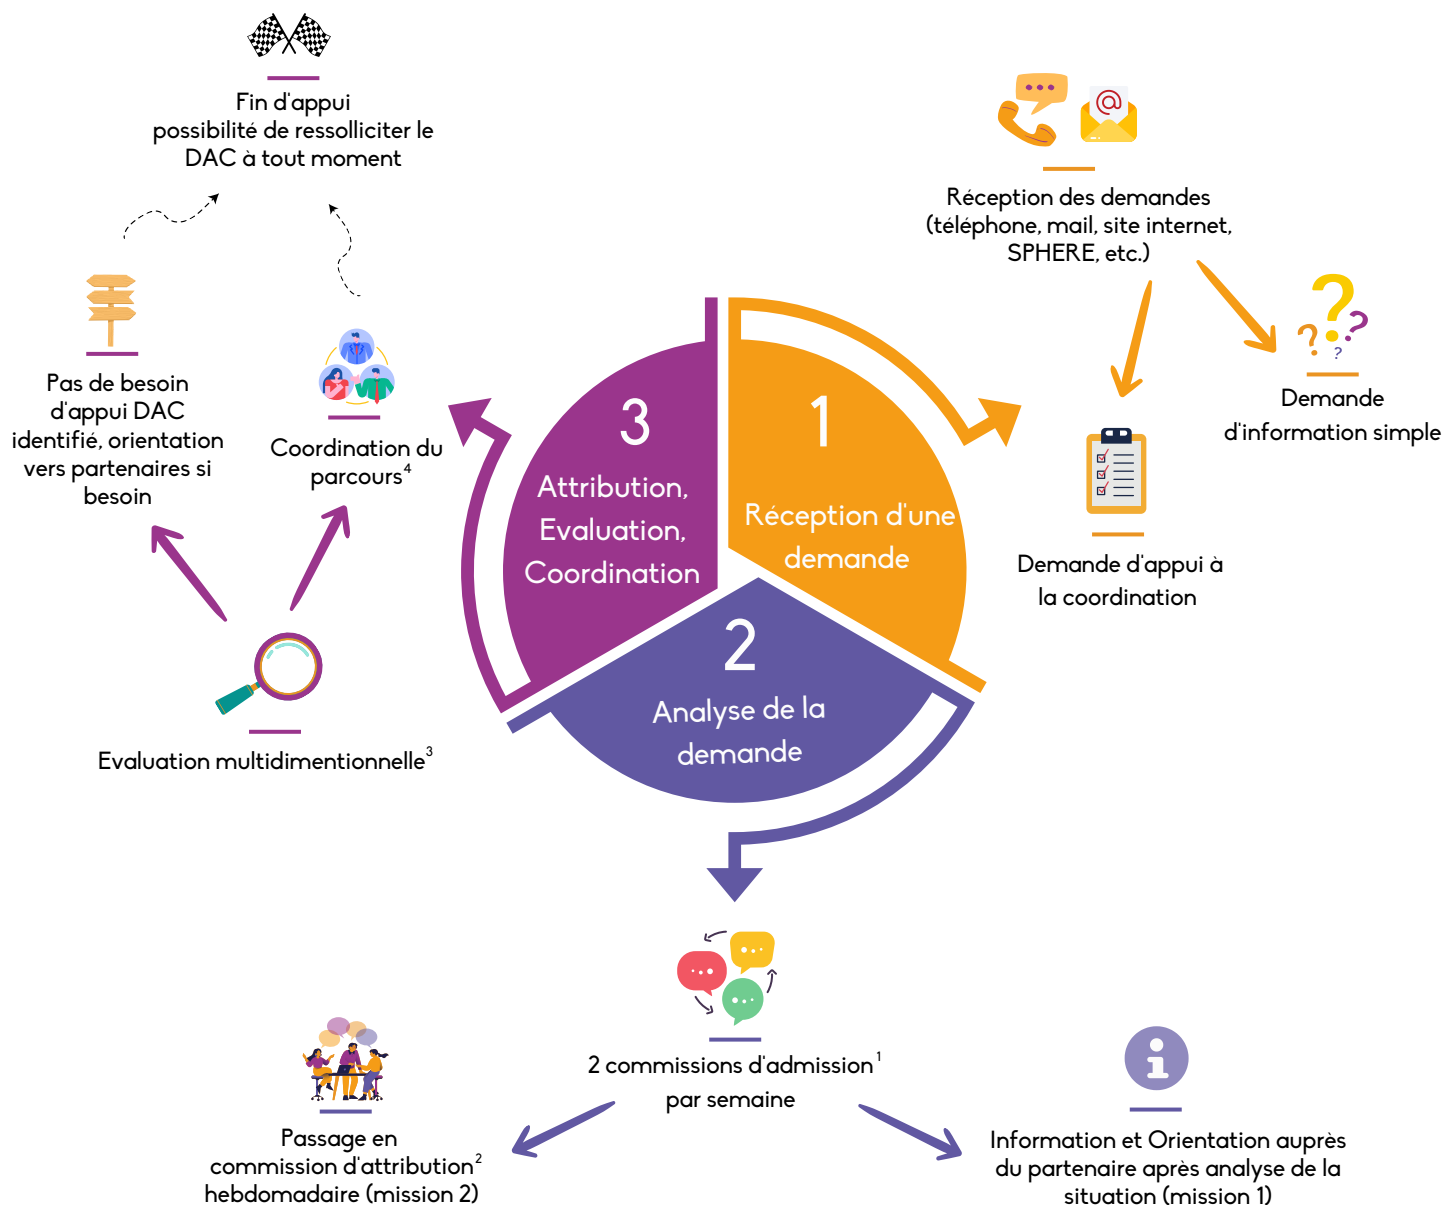 Fin d'appui
possibilité de ressolliciter le
DAC à tout moment
Réception des demandes
(téléphone, mail, site internet,
SPHERE, etc.)
Pas de besoin
d'appui DAC
identifié, orientation
vers partenaires si
besoin
Coordination du
parcours⁴
Demande
d'information simple
Demande d'appui à
la coordination
Evaluation multidimentionnelle³
1
Réception d'une
demande
2
Analyse de la
demande
3
Attribution,
Evaluation,
Coordination
2 commissions d'admission¹
par semaine
Passage en
commission d'attribution²
hebdomadaire (mission 2)
Information et Orientation auprès
du partenaire après analyse de la
situation (mission 1)